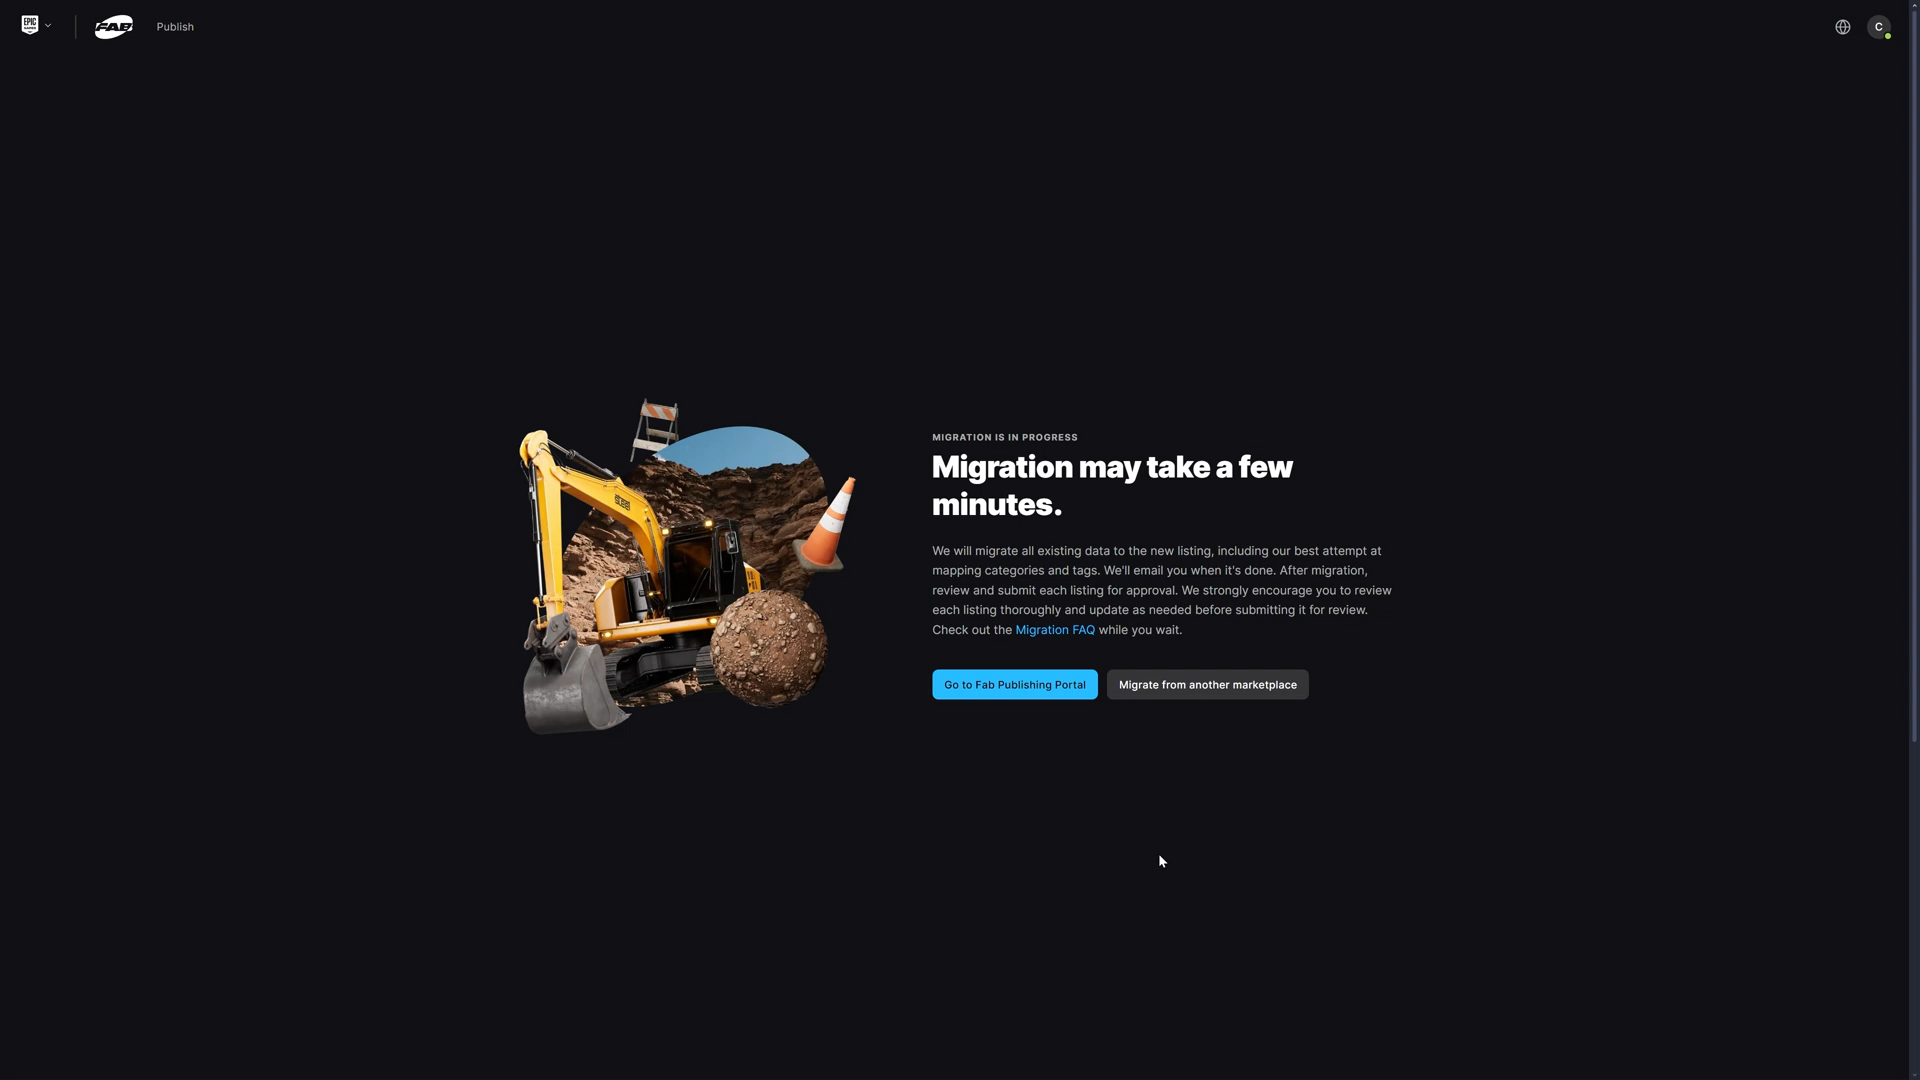 EPIC GAMES
FAB
Publish
C
MIGRATION IS IN PROGRESS
Migration may take a few
minutes.
We will migrate all existing data to the new listing, including our best attempt at
mapping categories and tags. We'll email you when it's done. After migration,
review and submit each listing for approval. We strongly encourage you to review
each listing thoroughly and update as needed before submitting it for review.
Check out the Migration FAQ while you wait.
Go to Fab Publishing Portal
Migrate from another marketplace